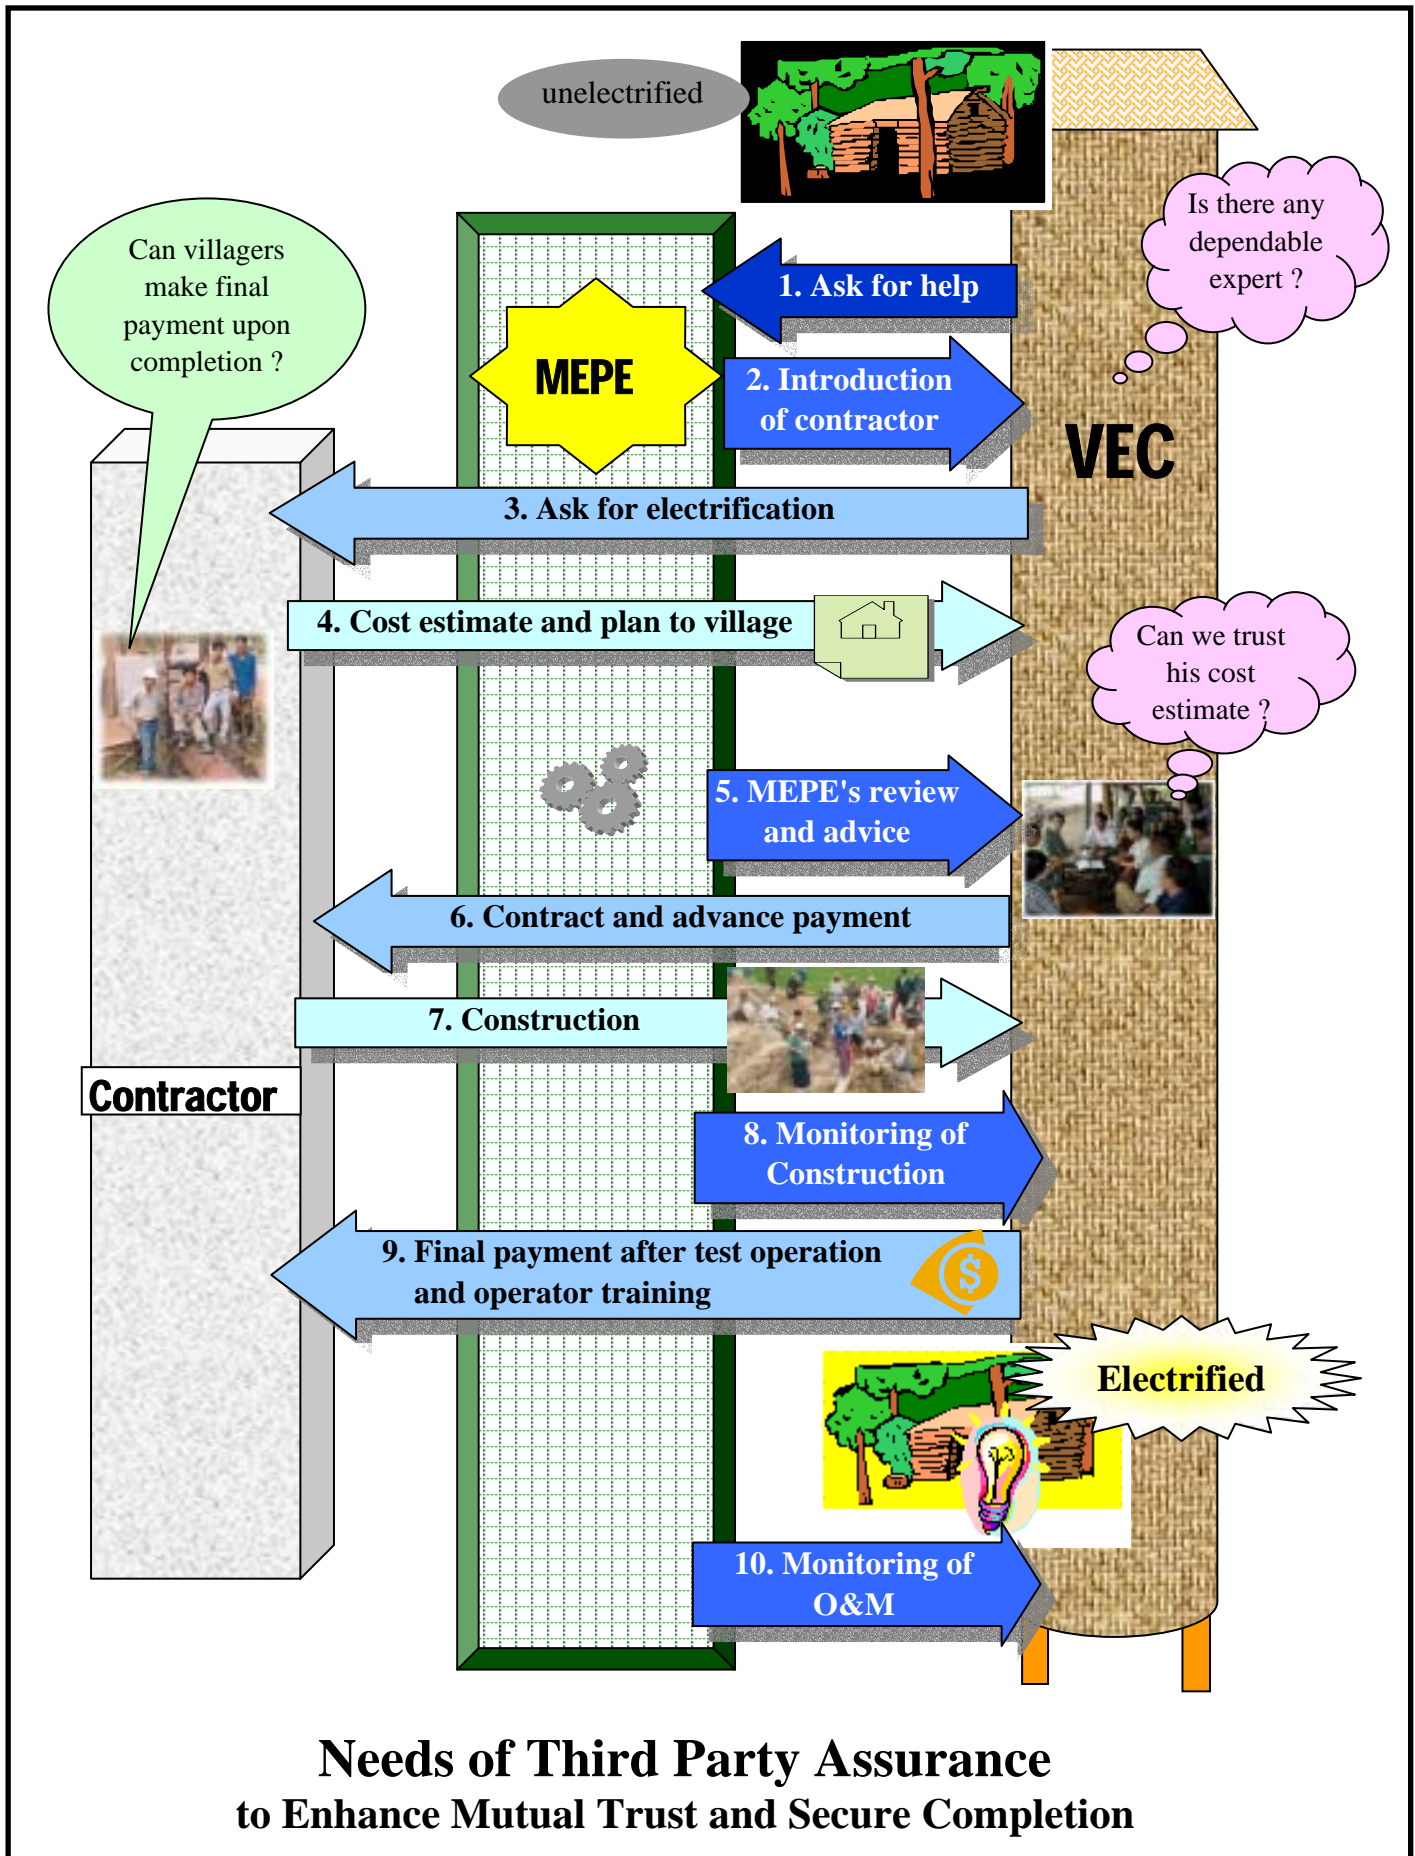 unelectrified
Is there any
dependable
expert ?
Can villagers
make final
payment upon
completion ?
1. Ask for help
MEPE
2. Introduction
of contractor
VEC
3. Ask for electrification
4. Cost estimate and plan to village
Can we trust
his cost
estimate ?
5. MEPE's review
and advice
6. Contract and advance payment
7. Construction
Contractor
8. Monitoring of
Construction
9. Final payment after test operation
and operator training
$
Electrified
10. Monitoring of
O&M
Needs of Third Party Assurance
to Enhance Mutual Trust and Secure Completion